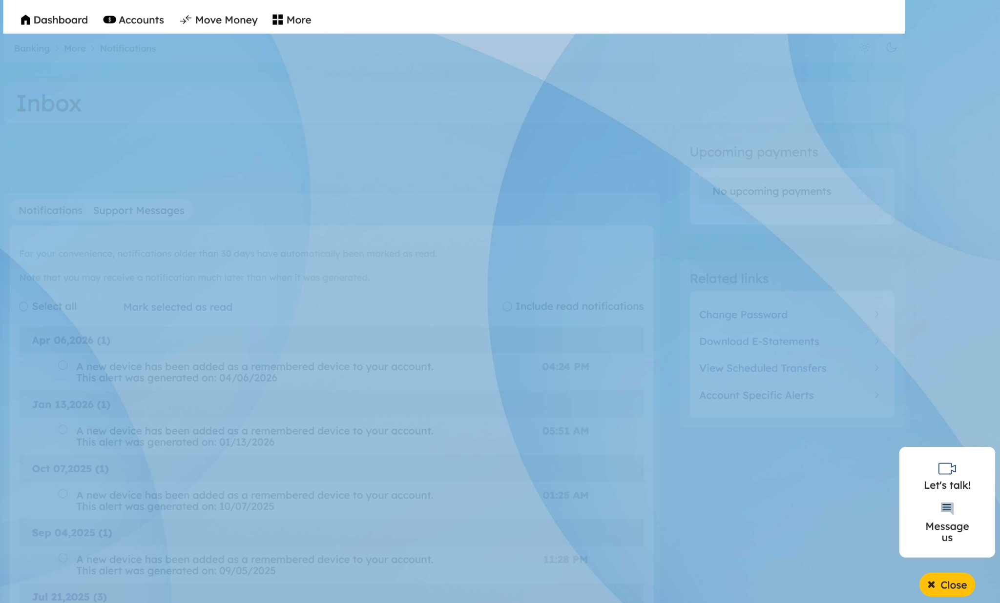 Dashboard Accounts Move Money More
Banking > More > Notifications
Inbox
Upcoming payments
No upcoming payments
Notifications Support Messages
For your convenience, notifications older than 30 days have automatically been marked as read.
Note that you may receive a notification much later than when it was generated.
Select all Mark selected as read Include read notifications
Apr 06,2026 (1)
A new device has been added as a remembered device to your account. 04:24 PM
This alert was generated on: 04/06/2026
Jan 13,2026 (1)
A new device has been added as a remembered device to your account. 05:51 AM
This alert was generated on: 01/13/2026
Oct 07,2025 (1)
A new device has been added as a remembered device to your account. 01:25 AM
This alert was generated on: 10/07/2025
Sep 04,2025 (1)
A new device has been added as a remembered device to your account. 11:28 PM
This alert was generated on: 09/05/2025
Jul 21,2025 (3)
Related links
Change Password
Download E-Statements
View Scheduled Transfers
Account Specific Alerts
Let's talk!
Message
us
Close